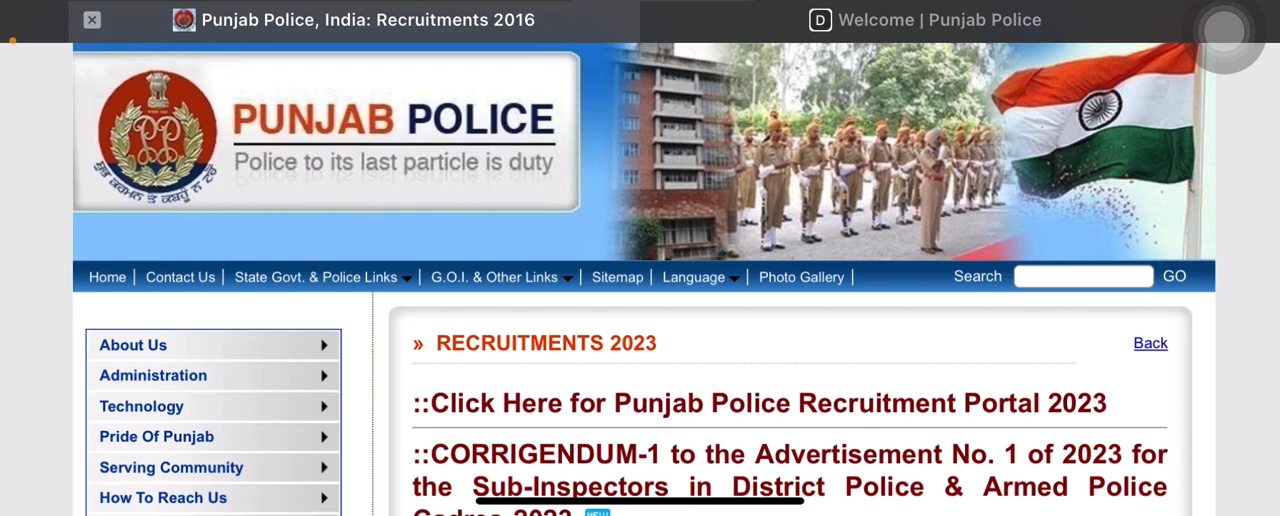 Punjab Police, India: Recruitments 2016
D Welcome | Punjab Police
PUNJAB POLICE
Police to its last particle is duty
Home | Contact Us | State Govt. & Police Links | G.O.I. & Other Links | Sitemap | Language | Photo Gallery |
Search GO
About Us
Administration
Technology
Pride Of Punjab
Serving Community
How To Reach Us
» RECRUITMENTS 2023
Back
::Click Here for Punjab Police Recruitment Portal 2023
::CORRIGENDUM-1 to the Advertisement No. 1 of 2023 for
the Sub-Inspectors in District Police & Armed Police